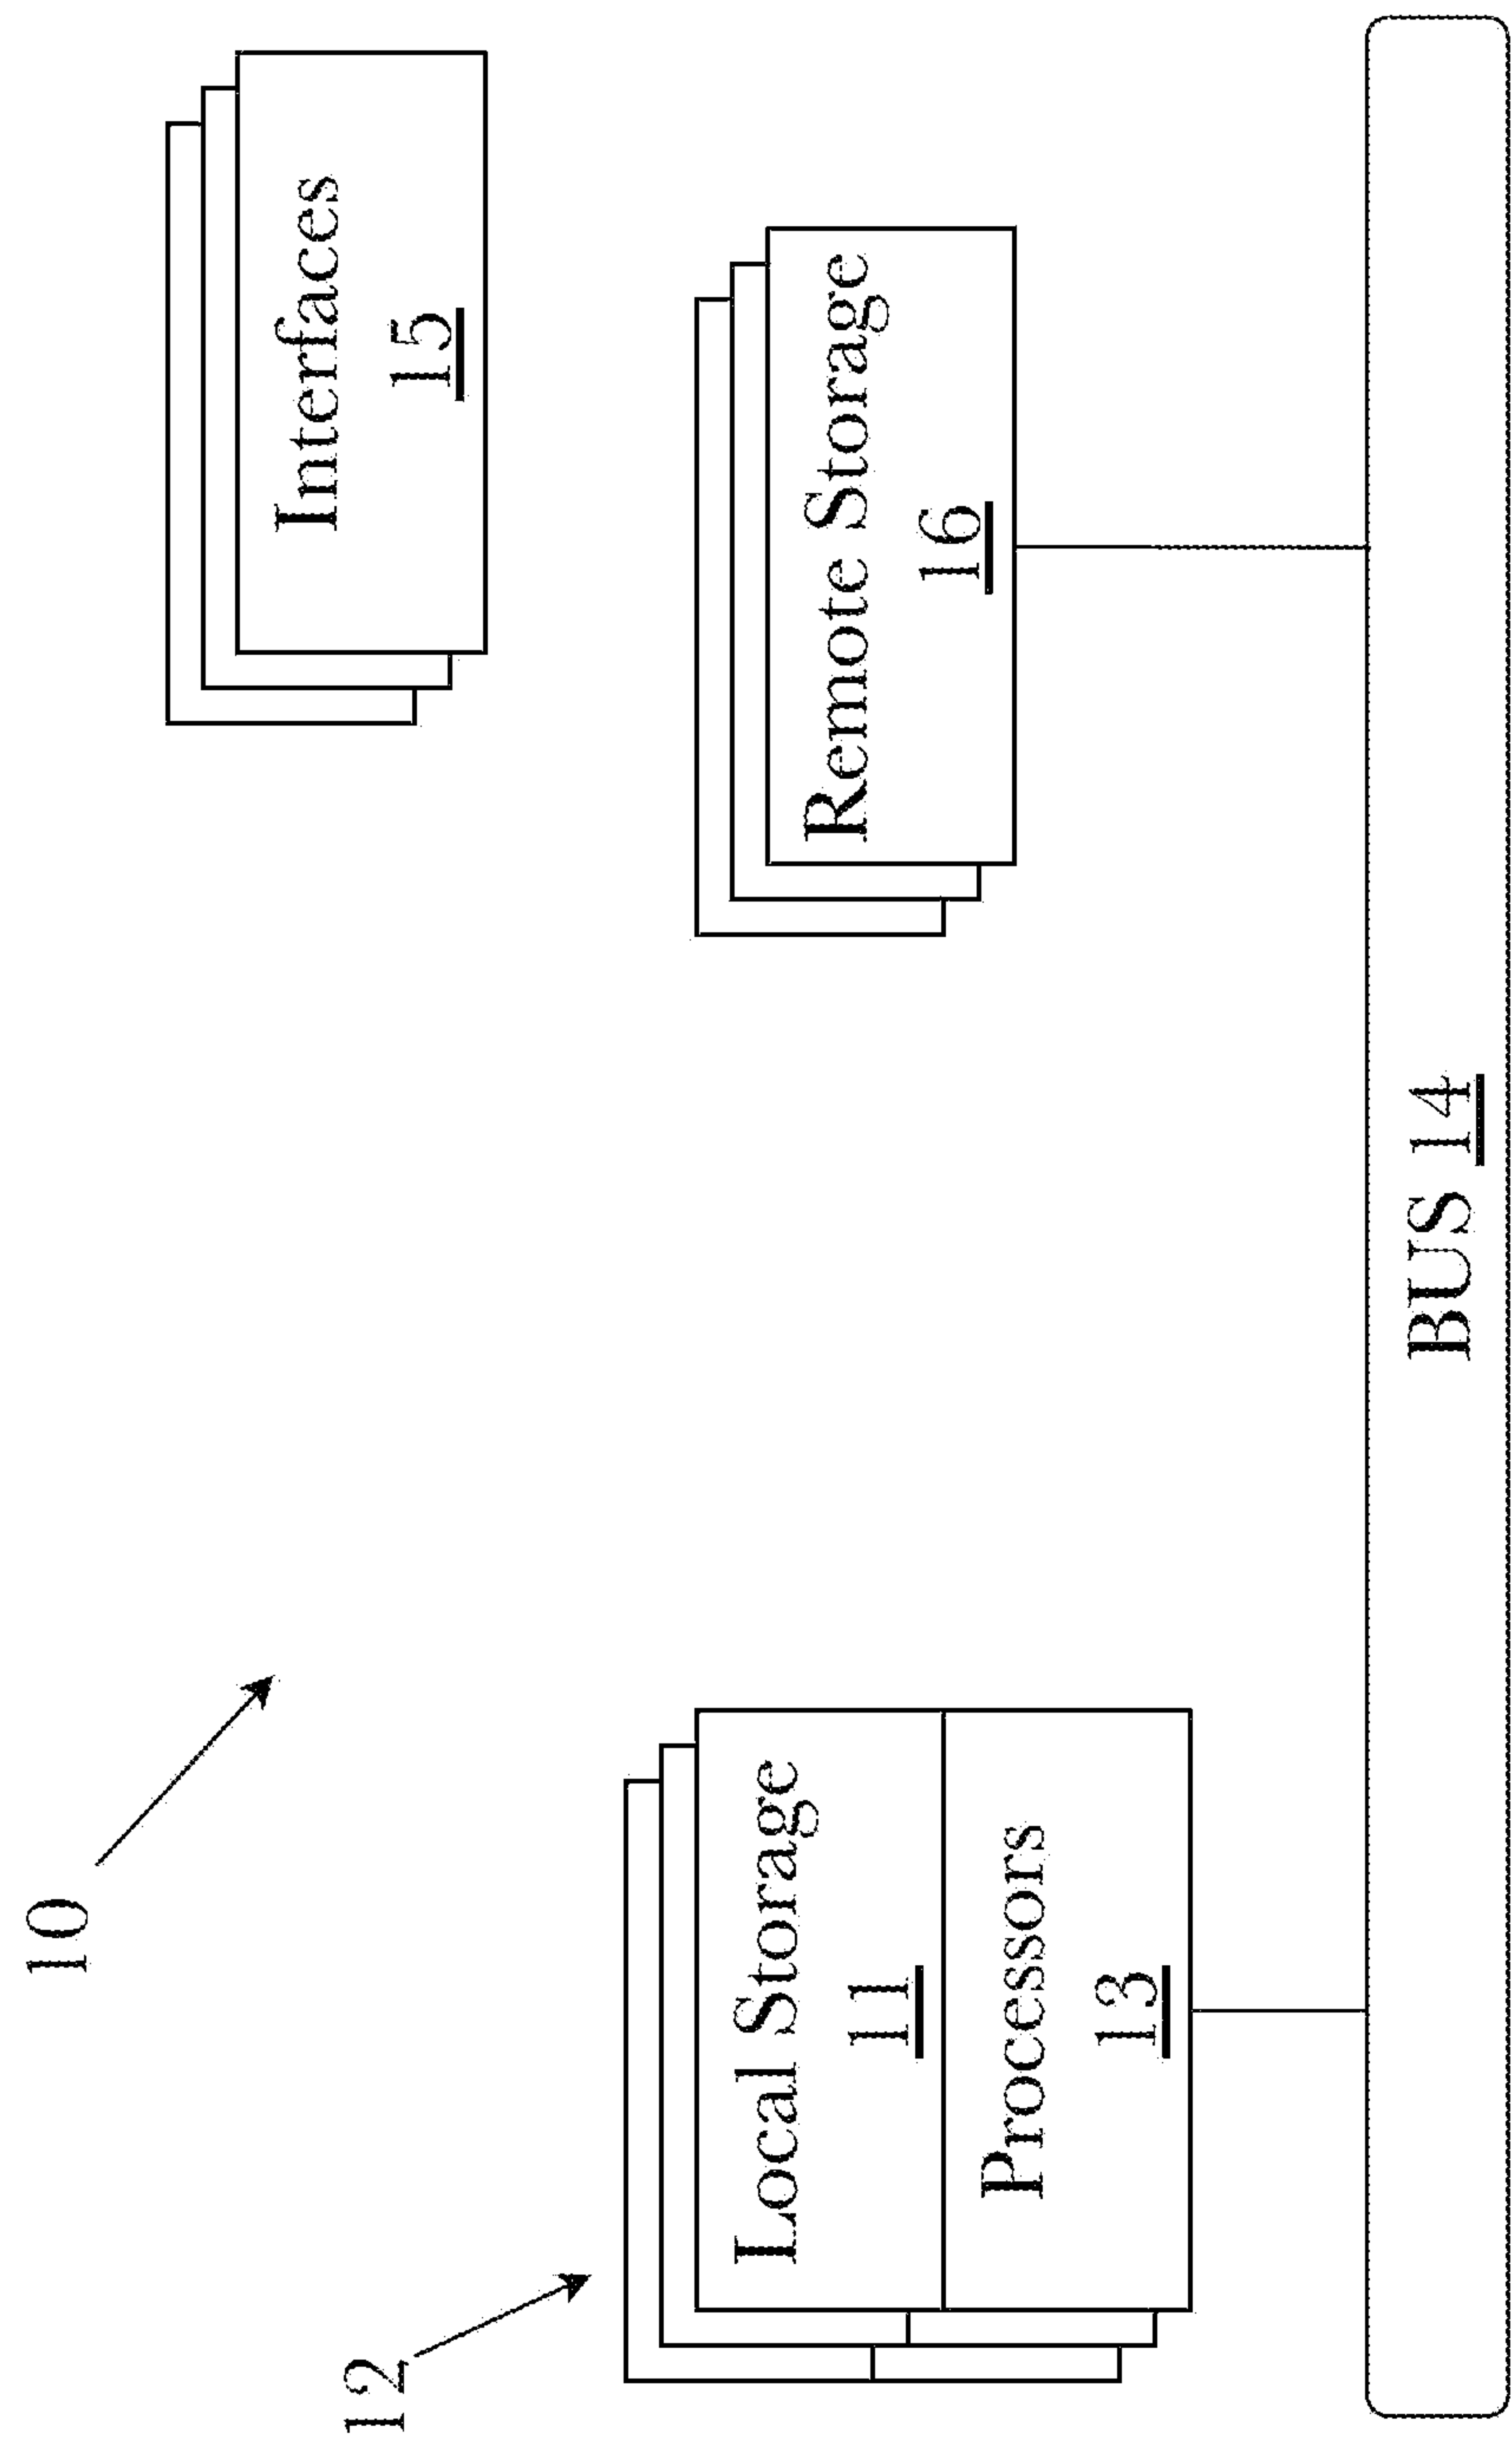 10
12
Interfaces
15
Local Storage
11
Remote Storage
16
Processors
13
BUS 14